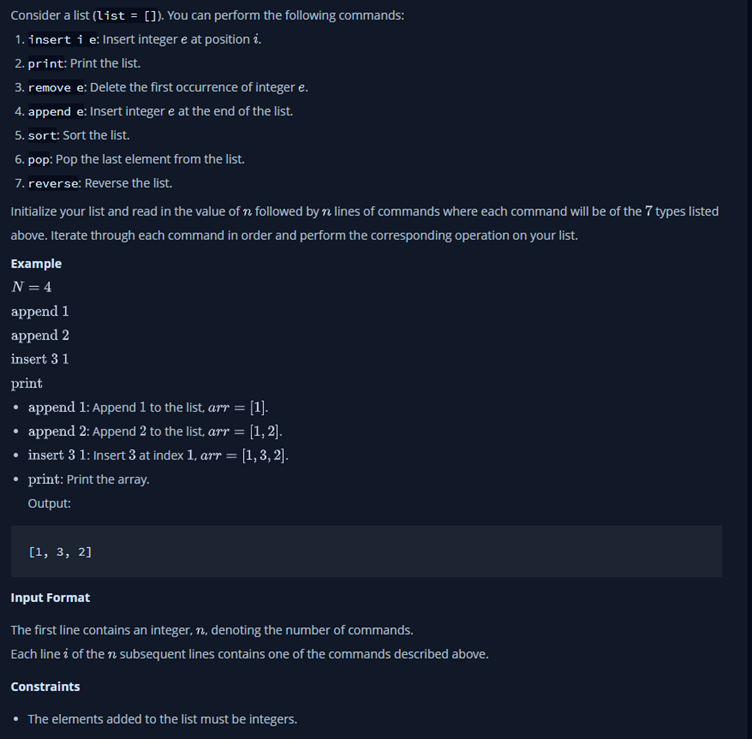 Consider a list (list = []). You can perform the following commands:
1. insert i e: Insert integer e at position i.
2. print: Print the list.
3. remove e: Delete the first occurrence of integer e.
4. append e: Insert integer e at the end of the list.
5. sort: Sort the list.
6. pop: Pop the last element from the list.
7. reverse: Reverse the list.
Initialize your list and read in the value of n followed by n lines of commands where each command will be of the 7 types listed
above. Iterate through each command in order and perform the corresponding operation on your list.
Example
N = 4
append 1
append 2
insert 3 1
print
• append 1: Append 1 to the list, arr = [1].
• append 2: Append 2 to the list, arr = [1, 2].
• insert 3 1: Insert 3 at index 1, arr = [1, 3, 2].
• print: Print the array.
Output:
[1, 3, 2]
Input Format
The first line contains an integer, n, denoting the number of commands.
Each line i of the n subsequent lines contains one of the commands described above.
Constraints
• The elements added to the list must be integers.